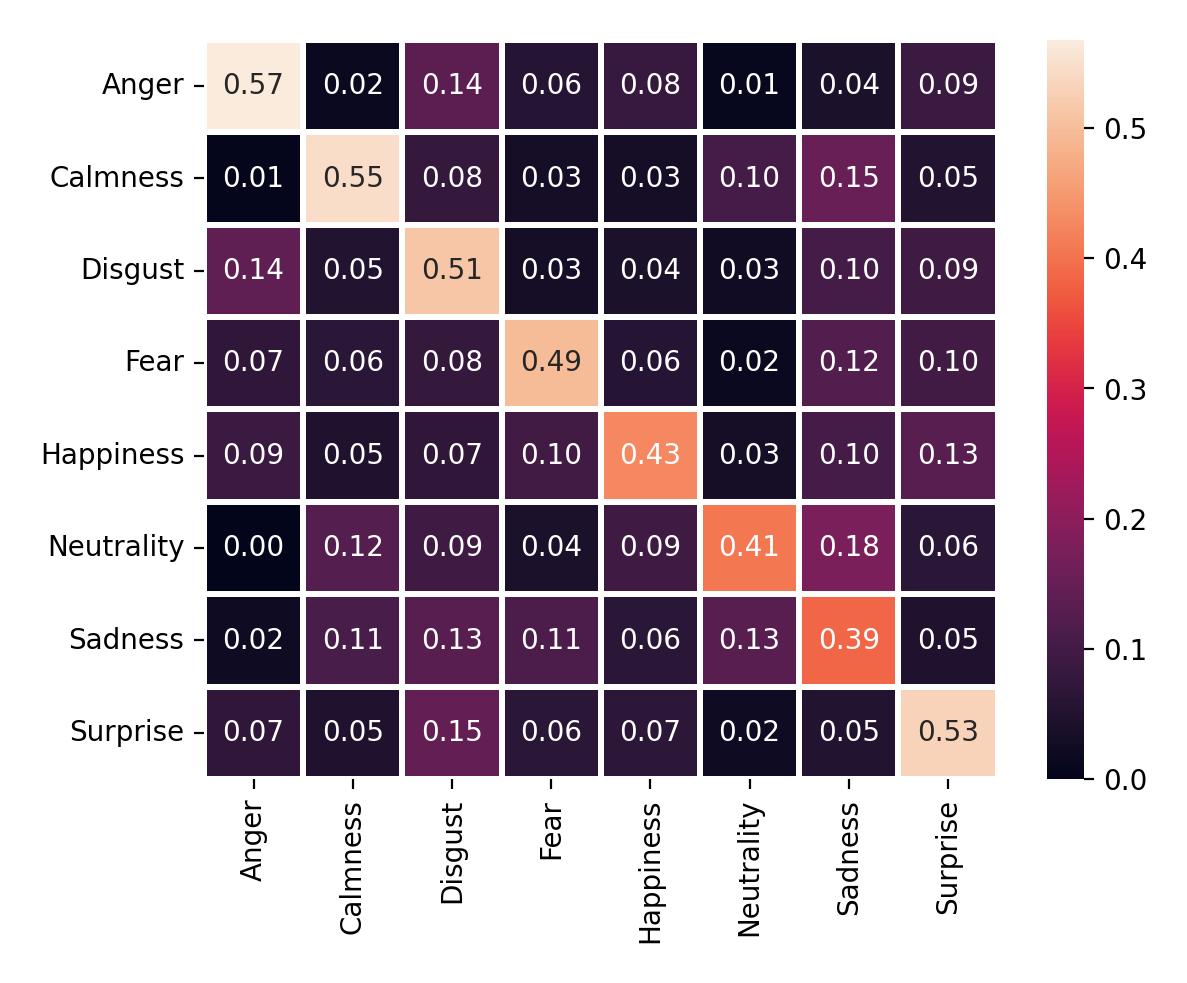 Anger 0.57 0.02 0.14 0.06 0.08 0.01 0.04 0.09
Calmness 0.01 0.55 0.08 0.03 0.03 0.10 0.15 0.05
Disgust 0.14 0.05 0.51 0.03 0.04 0.03 0.10 0.09
Fear 0.07 0.06 0.08 0.49 0.06 0.02 0.12 0.10
Happiness 0.09 0.05 0.07 0.10 0.43 0.03 0.10 0.13
Neutrality 0.00 0.12 0.09 0.04 0.09 0.41 0.18 0.06
Sadness 0.02 0.11 0.13 0.11 0.06 0.13 0.39 0.05
Surprise 0.07 0.05 0.15 0.06 0.07 0.02 0.05 0.53
Anger Calmness Disgust Fear Happiness Neutrality Sadness Surprise
0.5
0.4
0.3
0.2
0.1
0.0